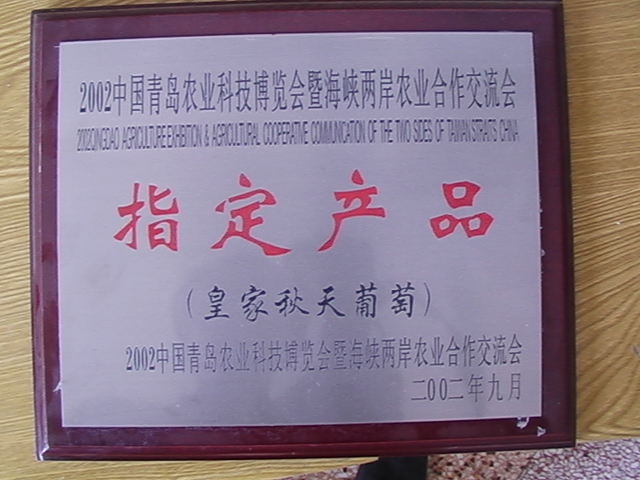 2002中国青岛农业科技博览会暨海峡两岸农业合作交流会
2002QINGDAO AGRICULTURE EXHIBITION & AGRICULTURAL COOPERATIVE COMMUNICATION OF THE TWO SIDES OF TAIWAN STRAITS CHINA
指定产品
（皇家秋天葡萄）
2002中国青岛农业科技博览会暨海峡两岸农业合作交流会
二00二年九月